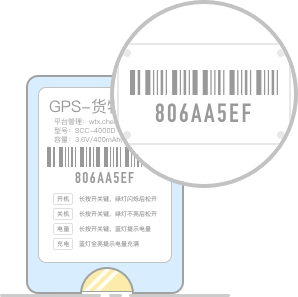 GPS-货
平台管理：wtx.che
型号：SCC-4000D
容量：3.6V/400mAh
806AA5EF
806AA5EF
开机 长按开关键，绿灯闪烁后松开
关机 长按开关键，绿灯不亮后松开
电量 长按开关键，蓝灯提示电量
充电 蓝灯全亮提示电量充满